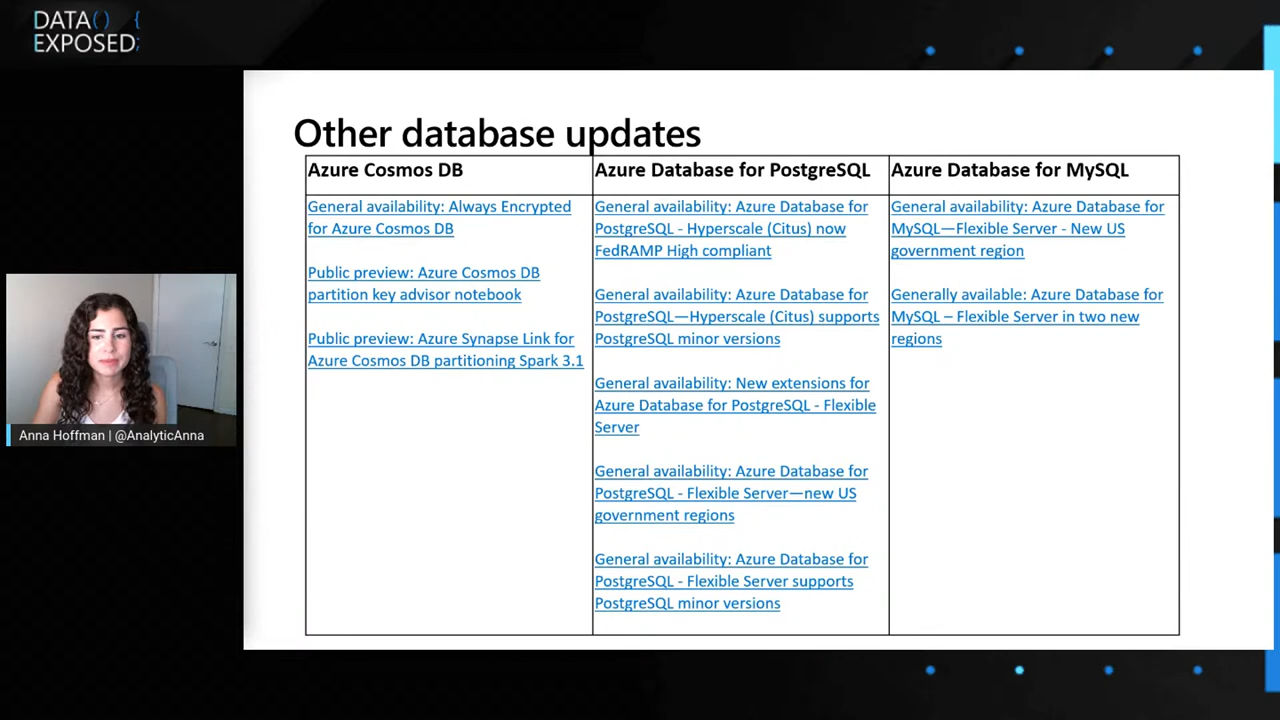 DATA() {
EXPOSED;
Other database updates
Azure Cosmos DB
General availability: Always Encrypted
for Azure Cosmos DB
Public preview: Azure Cosmos DB
partition key advisor notebook
Public preview: Azure Synapse Link for
Azure Cosmos DB partitioning Spark 3.1
Azure Database for PostgreSQL
General availability: Azure Database for
PostgreSQL - Hyperscale (Citus) now
FedRAMP High compliant
General availability: Azure Database for
PostgreSQL—Hyperscale (Citus) supports
PostgreSQL minor versions
General availability: New extensions for
Azure Database for PostgreSQL - Flexible
Server
General availability: Azure Database for
PostgreSQL - Flexible Server—new US
government regions
General availability: Azure Database for
PostgreSQL - Flexible Server supports
PostgreSQL minor versions
Azure Database for MySQL
General availability: Azure Database for
MySQL—Flexible Server - New US
government region
Generally available: Azure Database for
MySQL – Flexible Server in two new
regions
Anna Hoffman | @AnalyticAnna